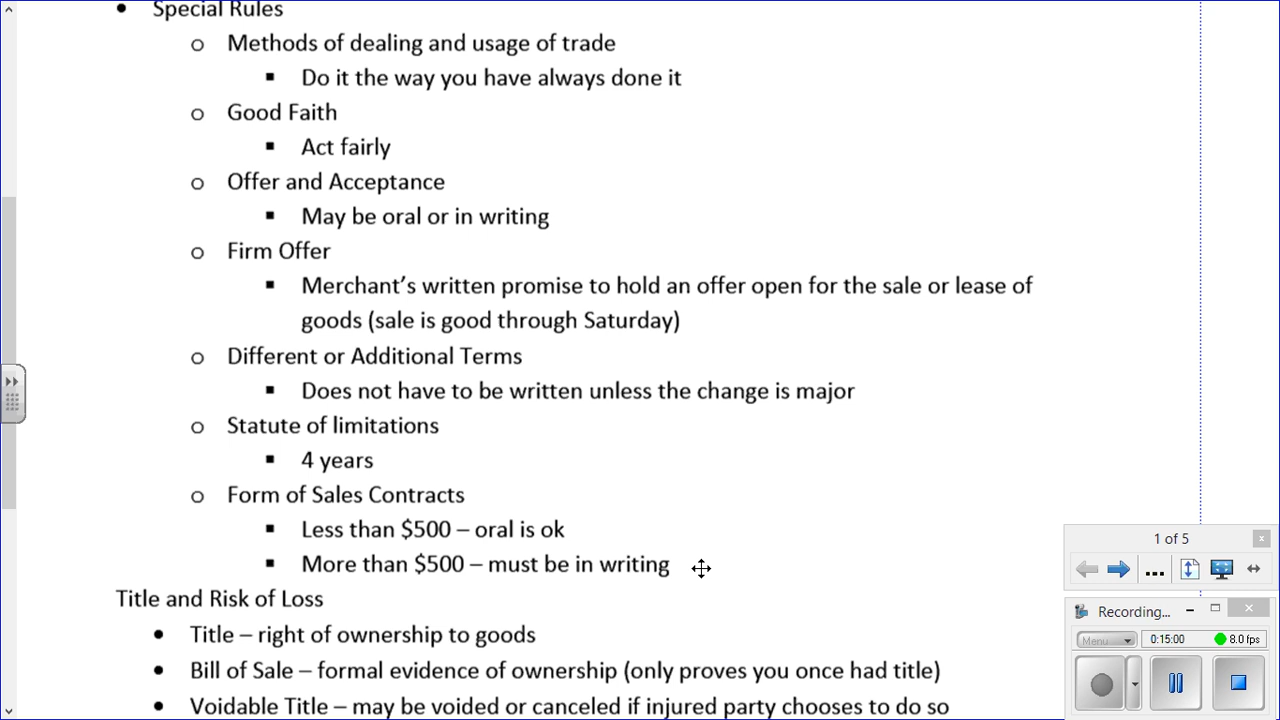 • Special Rules
o Methods of dealing and usage of trade
▪ Do it the way you have always done it
o Good Faith
▪ Act fairly
o Offer and Acceptance
▪ May be oral or in writing
o Firm Offer
▪ Merchant's written promise to hold an offer open for the sale or lease of
goods (sale is good through Saturday)
o Different or Additional Terms
▪ Does not have to be written unless the change is major
o Statute of limitations
▪ 4 years
o Form of Sales Contracts
▪ Less than $500 – oral is ok
▪ More than $500 – must be in writing
Title and Risk of Loss
• Title – right of ownership to goods
• Bill of Sale – formal evidence of ownership (only proves you once had title)
• Voidable Title – may be voided or canceled if injured party chooses to do so
1 of 5
...
Recording...
Menu
0:15:00
8.0 fps